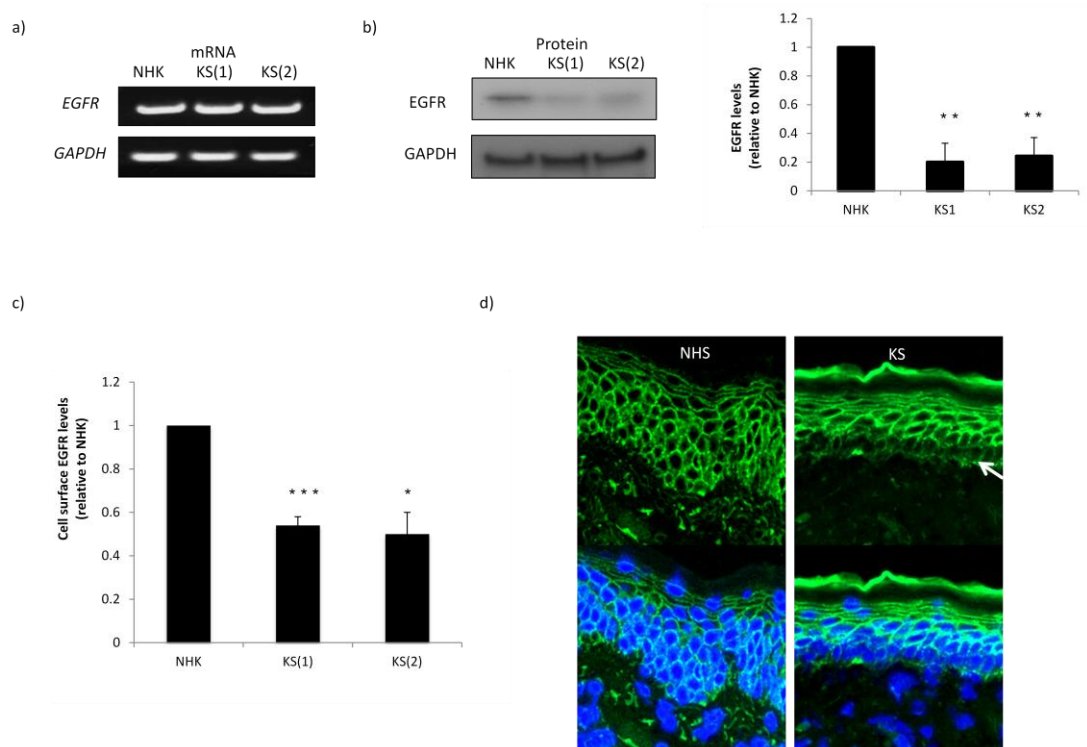 a)
mRNA
NHK KS(1) KS(2)
EGFR
GAPDH
b)
Protein
NHK KS(1) KS(2)
EGFR
GAPDH
EGFR levels
(relative to NHK)
1.2
1
0.8
0.6
0.4
0.2
0
** **
NHK KS1 KS2
c)
Cell surface EGFR levels
(relative to NHK)
1.2
1
0.8
0.6
0.4
0.2
0
*** *
NHK KS(1) KS(2)
d)
NHS KS